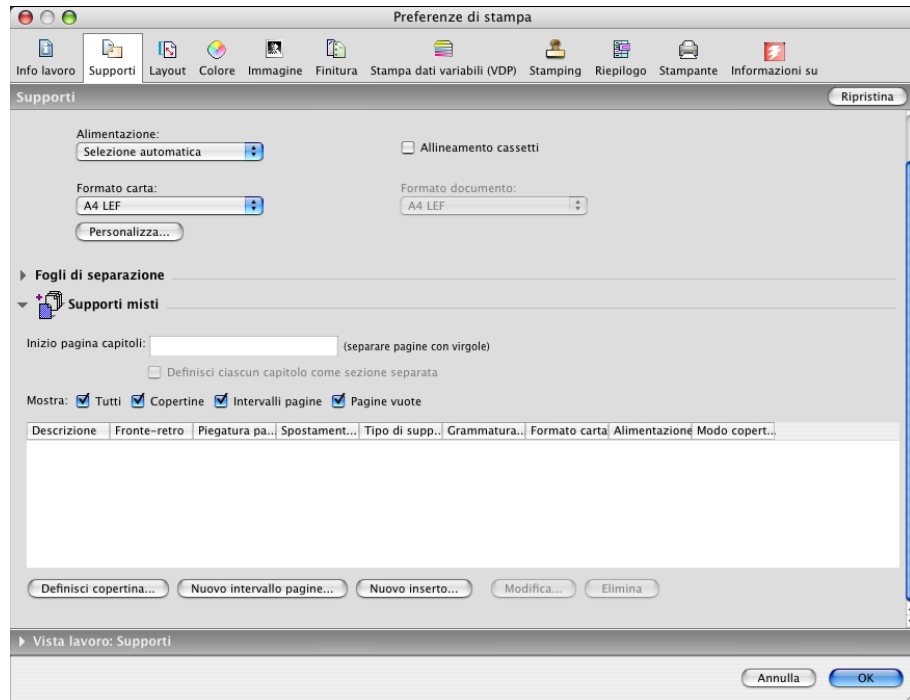 Preferenze di stampa
Info lavoro Supporti Layout Colore Immagine Finitura Stampa dati variabili (VDP) Stamping Riepilogo Stampante Informazioni su
Supporti Ripristina
Alimentazione:
Selezione automatica Allineamento cassetti
Formato carta: Formato documento:
A4 LEF A4 LEF
Personalizza...
Fogli di separazione
Supporti misti
Inizio pagina capitoli: (separare pagine con virgole)
Definisci ciascun capitolo come sezione separata
Mostra: Tutti Copertine Intervalli pagine Pagine vuote
Descrizione Fronte-retro Piegatura pa... Spostament... Tipo di supp... Grammatura... Formato carta Alimentazione Modo copert...
Definisci copertina... Nuovo intervallo pagine... Nuovo inserto... Modifica... Elimina
Vista lavoro: Supporti
Annulla OK